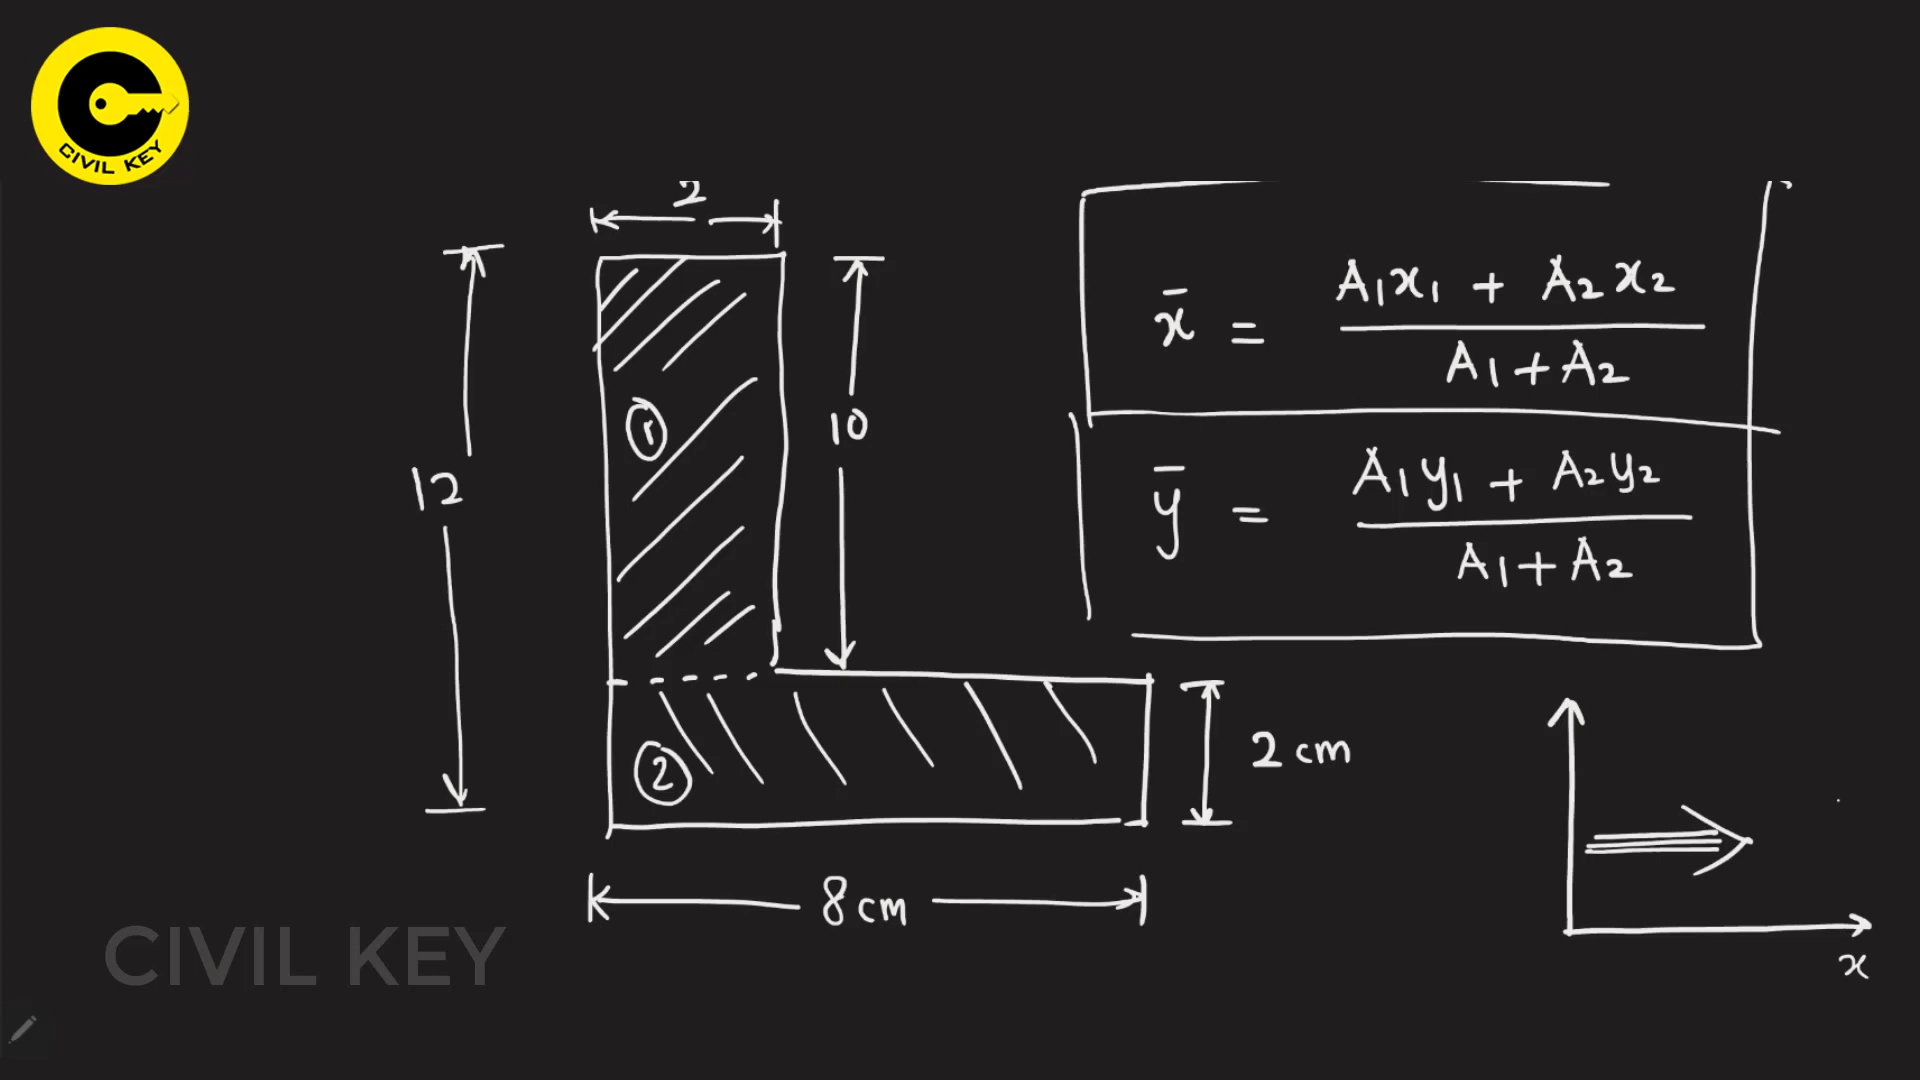 CIVIL KEY
2
12
10
1
2
2 cm
8 cm
x̄ = A₁x₁ + A₂x₂ / A₁ + A₂
ȳ = A₁y₁ + A₂y₂ / A₁ + A₂
x
CIVIL KEY